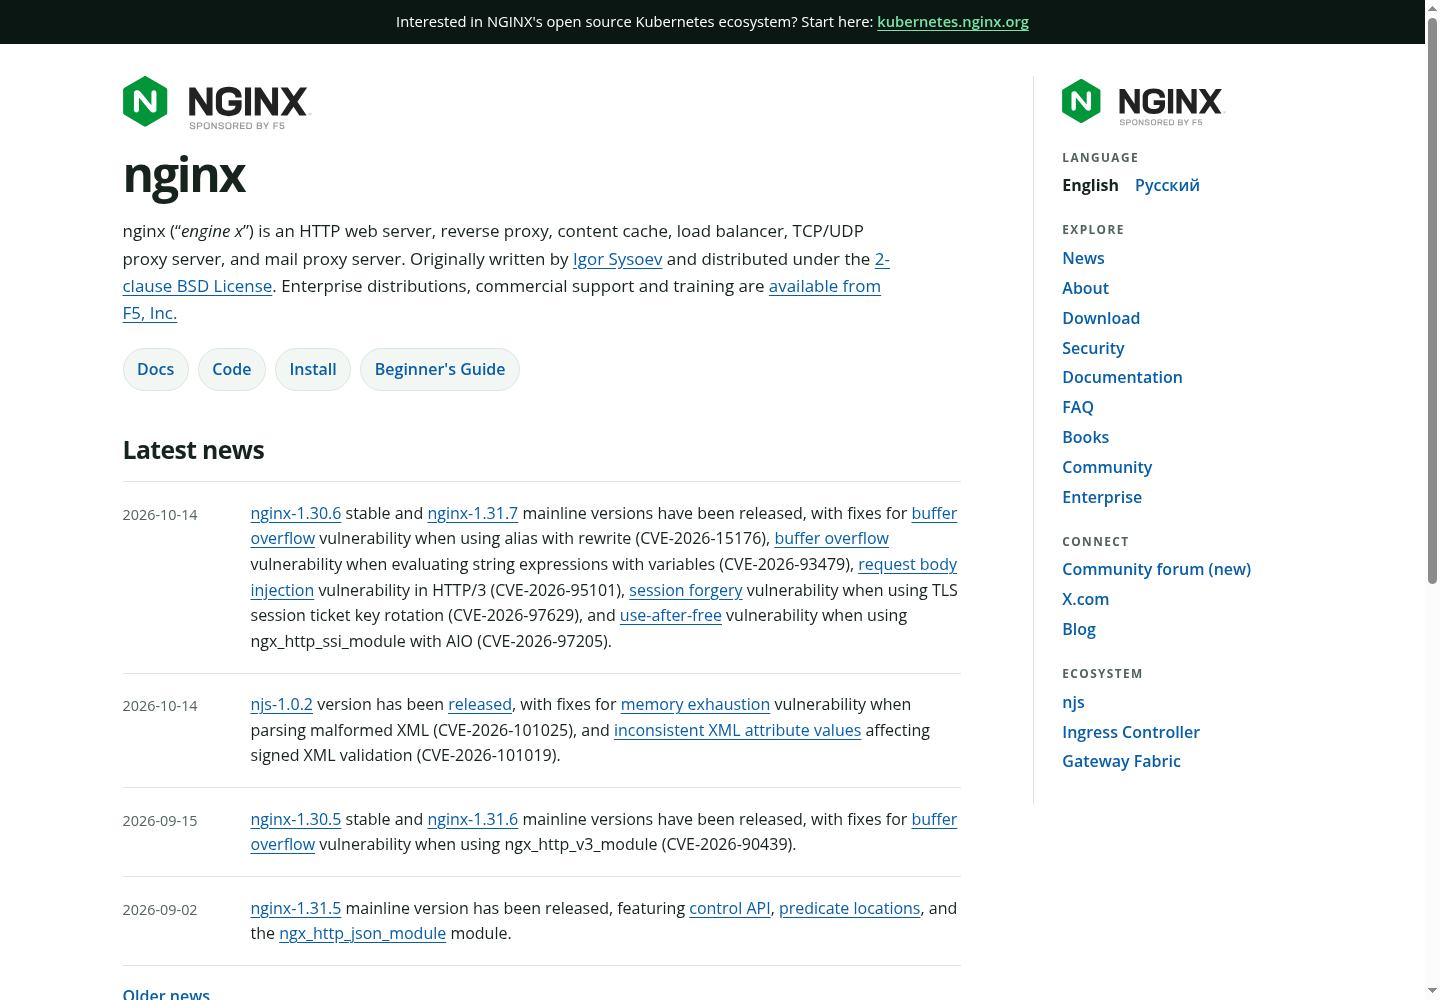 Interested in NGINX's open source Kubernetes ecosystem? Start here: kubernetes.nginx.org
NGINX
SPONSORED BY F5
nginx
nginx (“engine x”) is an HTTP web server, reverse proxy, content cache, load balancer, TCP/UDP
proxy server, and mail proxy server. Originally written by Igor Sysoev and distributed under the 2-
clause BSD License. Enterprise distributions, commercial support and training are available from
F5, Inc.
Docs
Code
Install
Beginner's Guide
Latest news
2026-10-14
nginx-1.30.6 stable and nginx-1.31.7 mainline versions have been released, with fixes for buffer
overflow vulnerability when using alias with rewrite (CVE-2026-15176), buffer overflow
vulnerability when evaluating string expressions with variables (CVE-2026-93479), request body
injection vulnerability in HTTP/3 (CVE-2026-95101), session forgery vulnerability when using TLS
session ticket key rotation (CVE-2026-97629), and use-after-free vulnerability when using
ngx_http_ssi_module with AIO (CVE-2026-97205).
2026-10-14
njs-1.0.2 version has been released, with fixes for memory exhaustion vulnerability when
parsing malformed XML (CVE-2026-101025), and inconsistent XML attribute values affecting
signed XML validation (CVE-2026-101019).
2026-09-15
nginx-1.30.5 stable and nginx-1.31.6 mainline versions have been released, with fixes for buffer
overflow vulnerability when using ngx_http_v3_module (CVE-2026-90439).
2026-09-02
nginx-1.31.5 mainline version has been released, featuring control API, predicate locations, and
the ngx_http_json_module module.
Older news
NGINX
SPONSORED BY F5
LANGUAGE
English Русский
EXPLORE
News
About
Download
Security
Documentation
FAQ
Books
Community
Enterprise
CONNECT
Community forum (new)
X.com
Blog
ECOSYSTEM
njs
Ingress Controller
Gateway Fabric